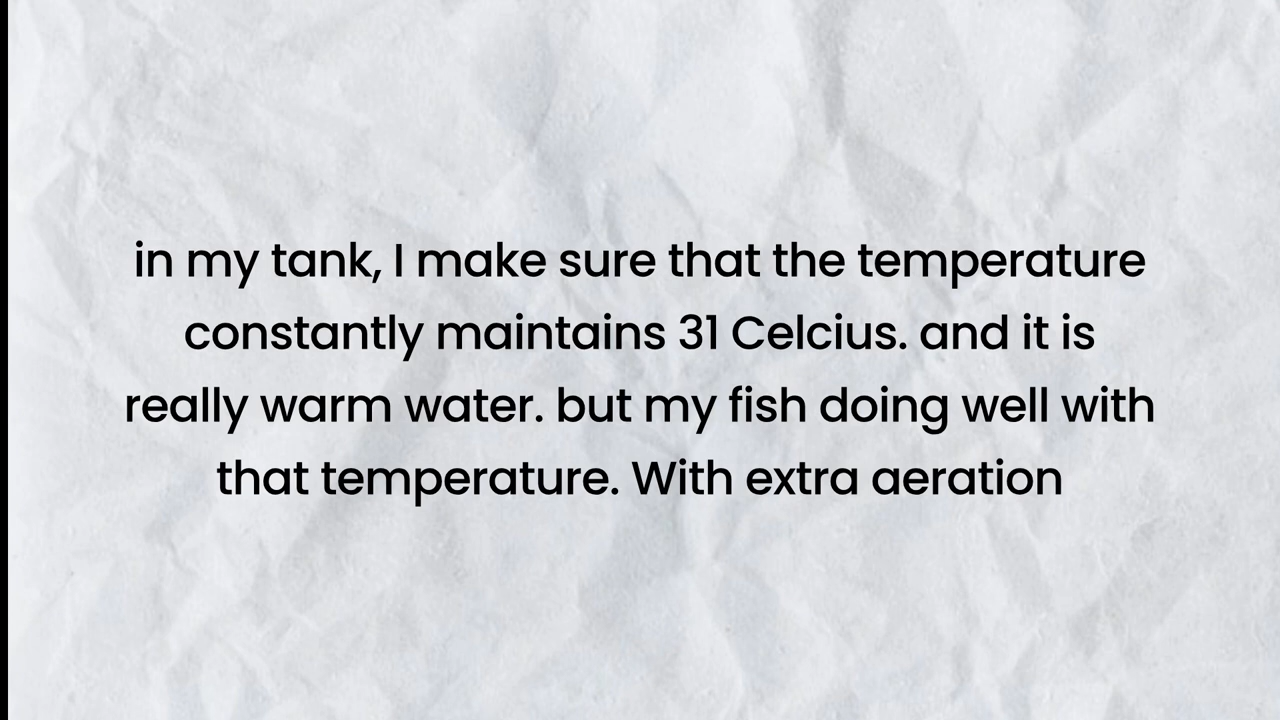 in my tank, I make sure that the temperature
constantly maintains 31 Celcius. and it is
really warm water. but my fish doing well with
that temperature. With extra aeration